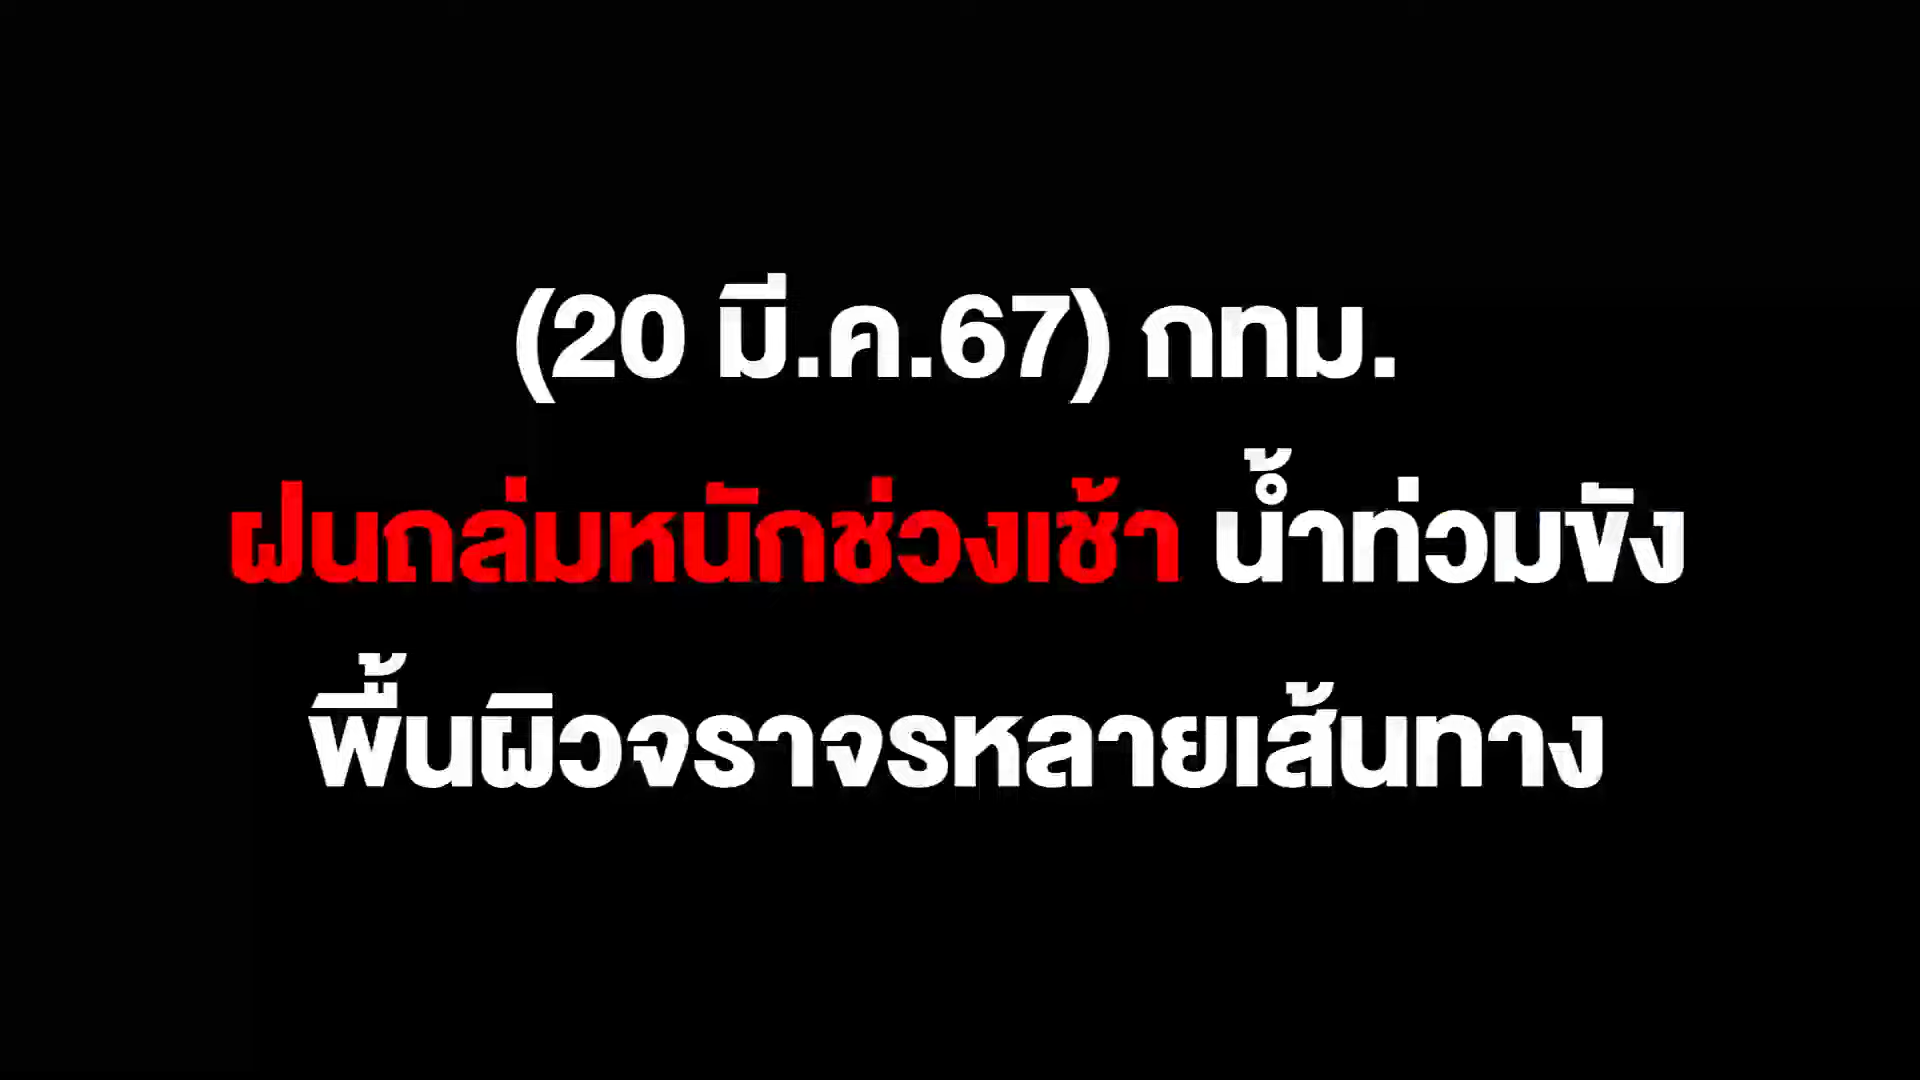 (20 มี.ค.67) กทม.
ฝนถล่มหนักช่วงเช้า น้ำท่วมขัง
พื้นผิวจราจรหลายเส้นทาง